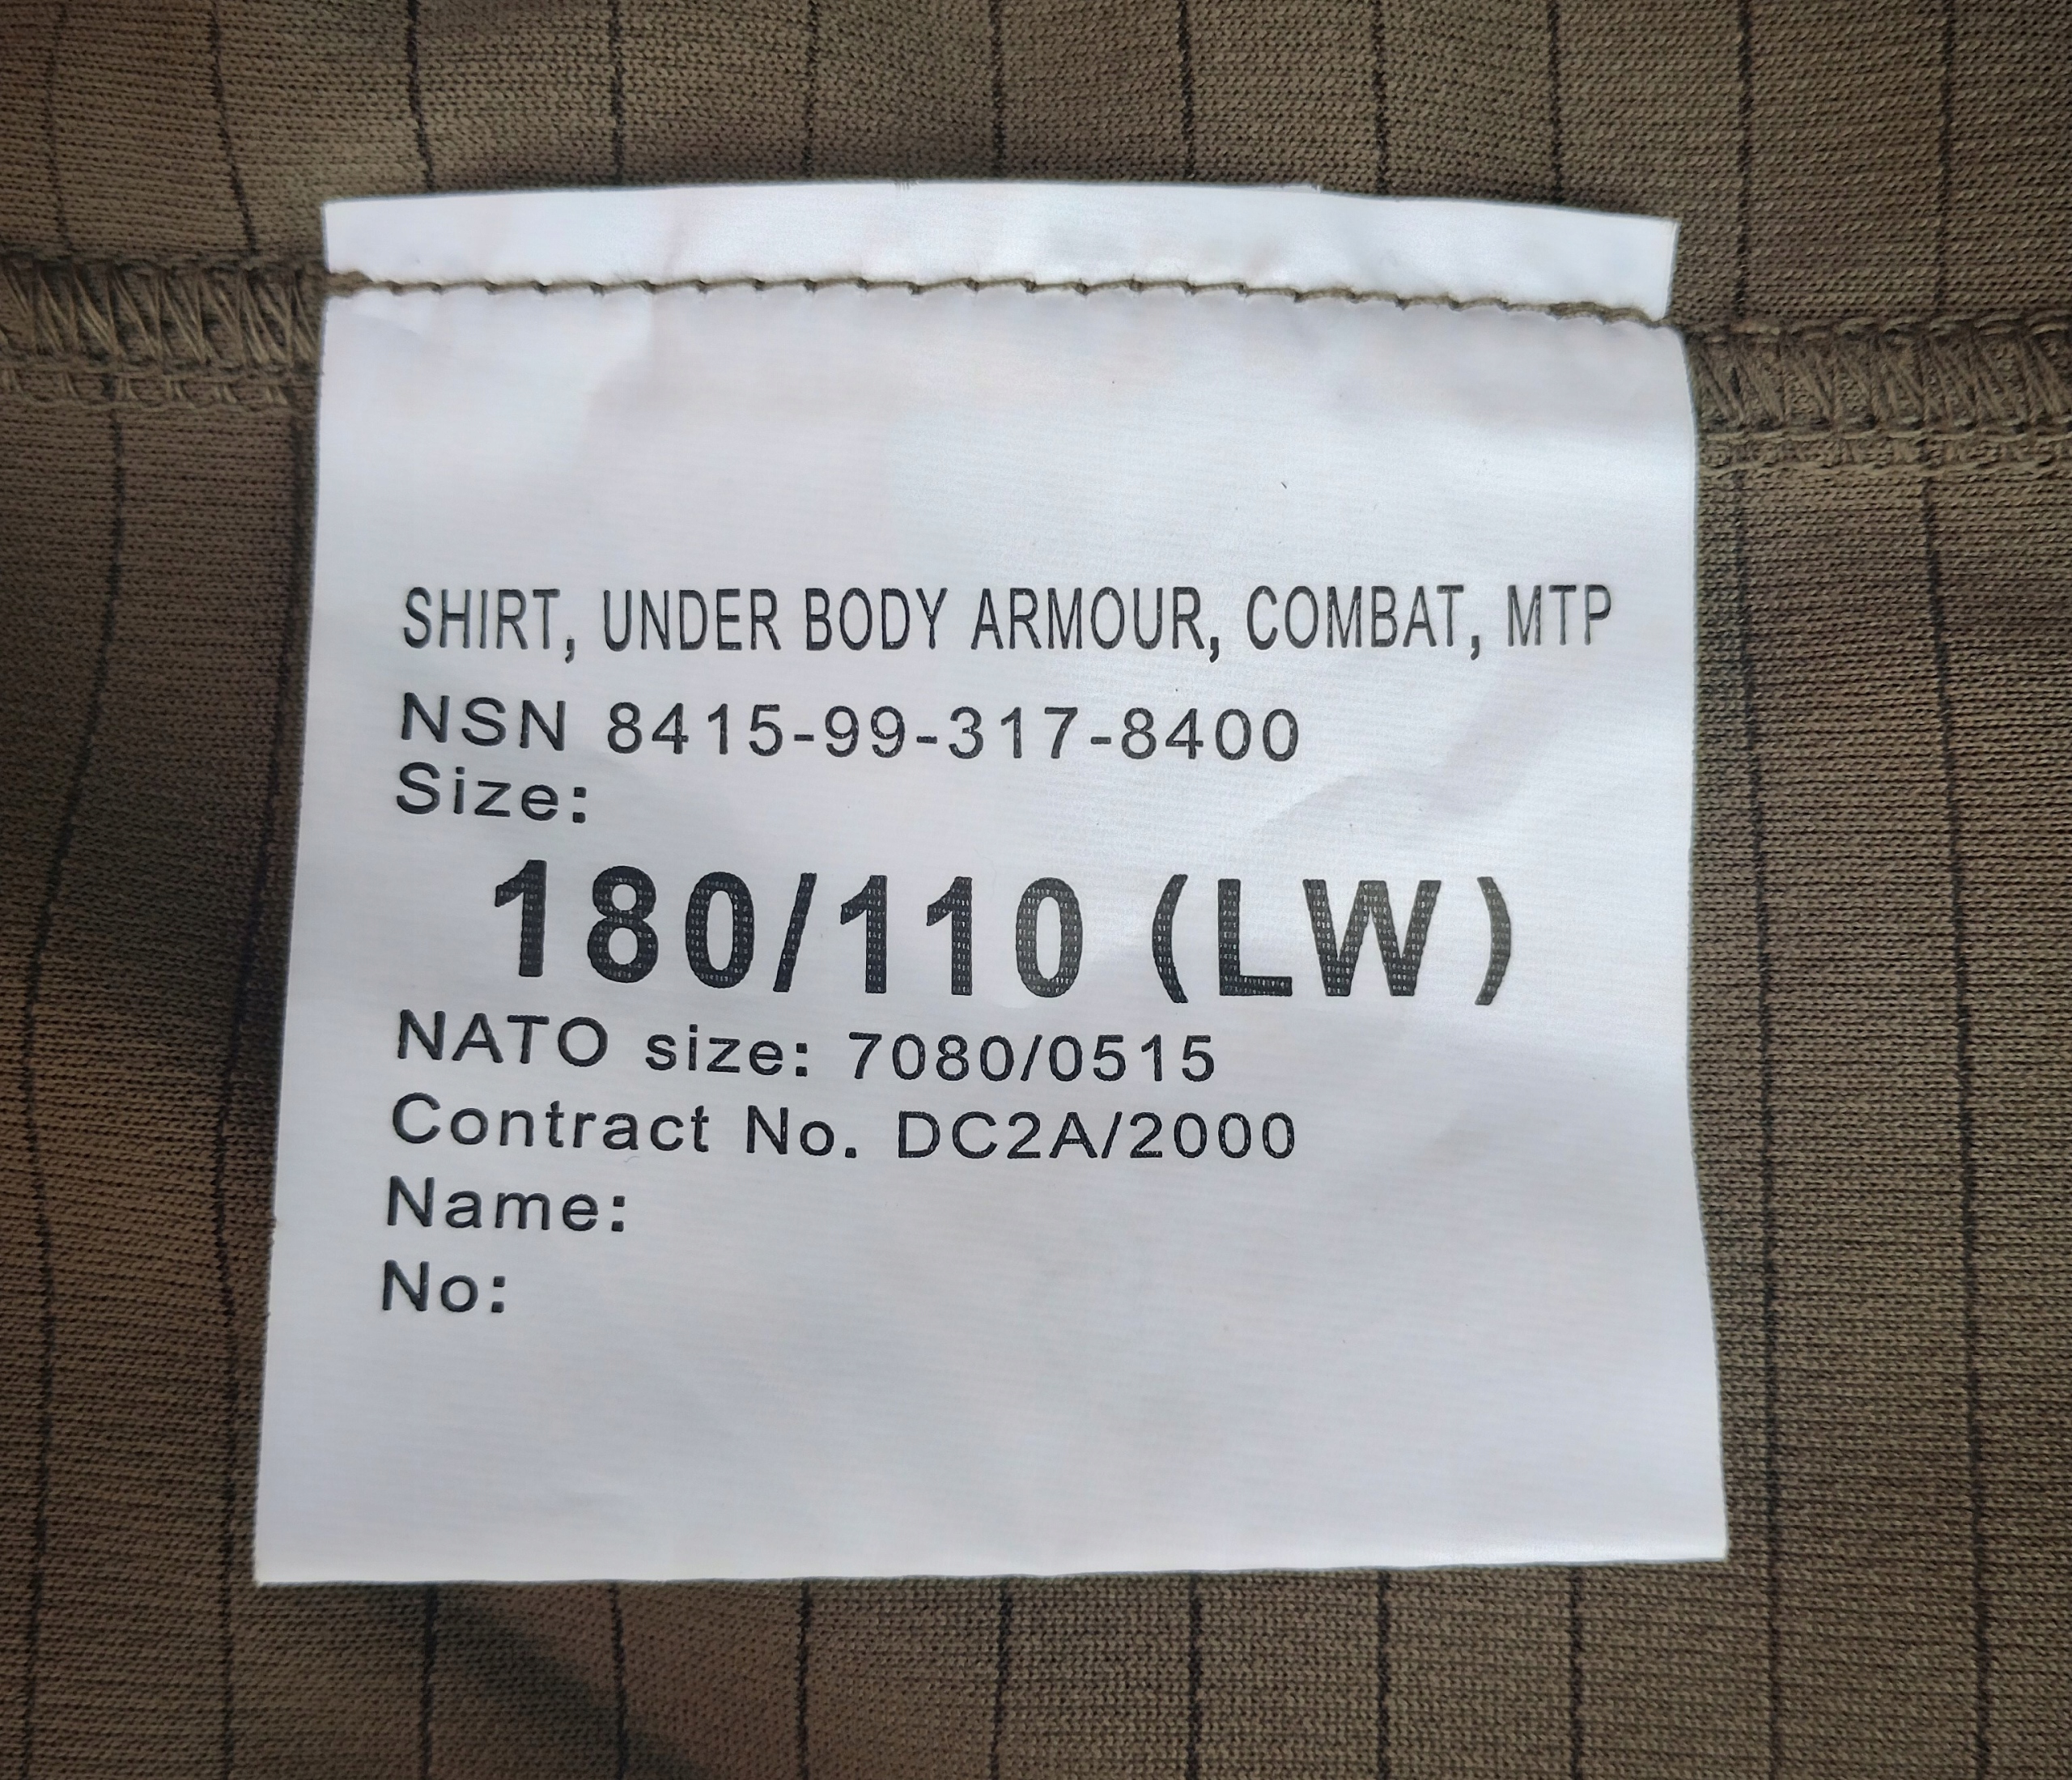 SHIRT, UNDER BODY ARMOUR, COMBAT, MTP
NSN 8415-99-317-8400
Size:
180/110 (LW)
NATO size: 7080/0515
Contract No. DC2A/2000
Name:
No: